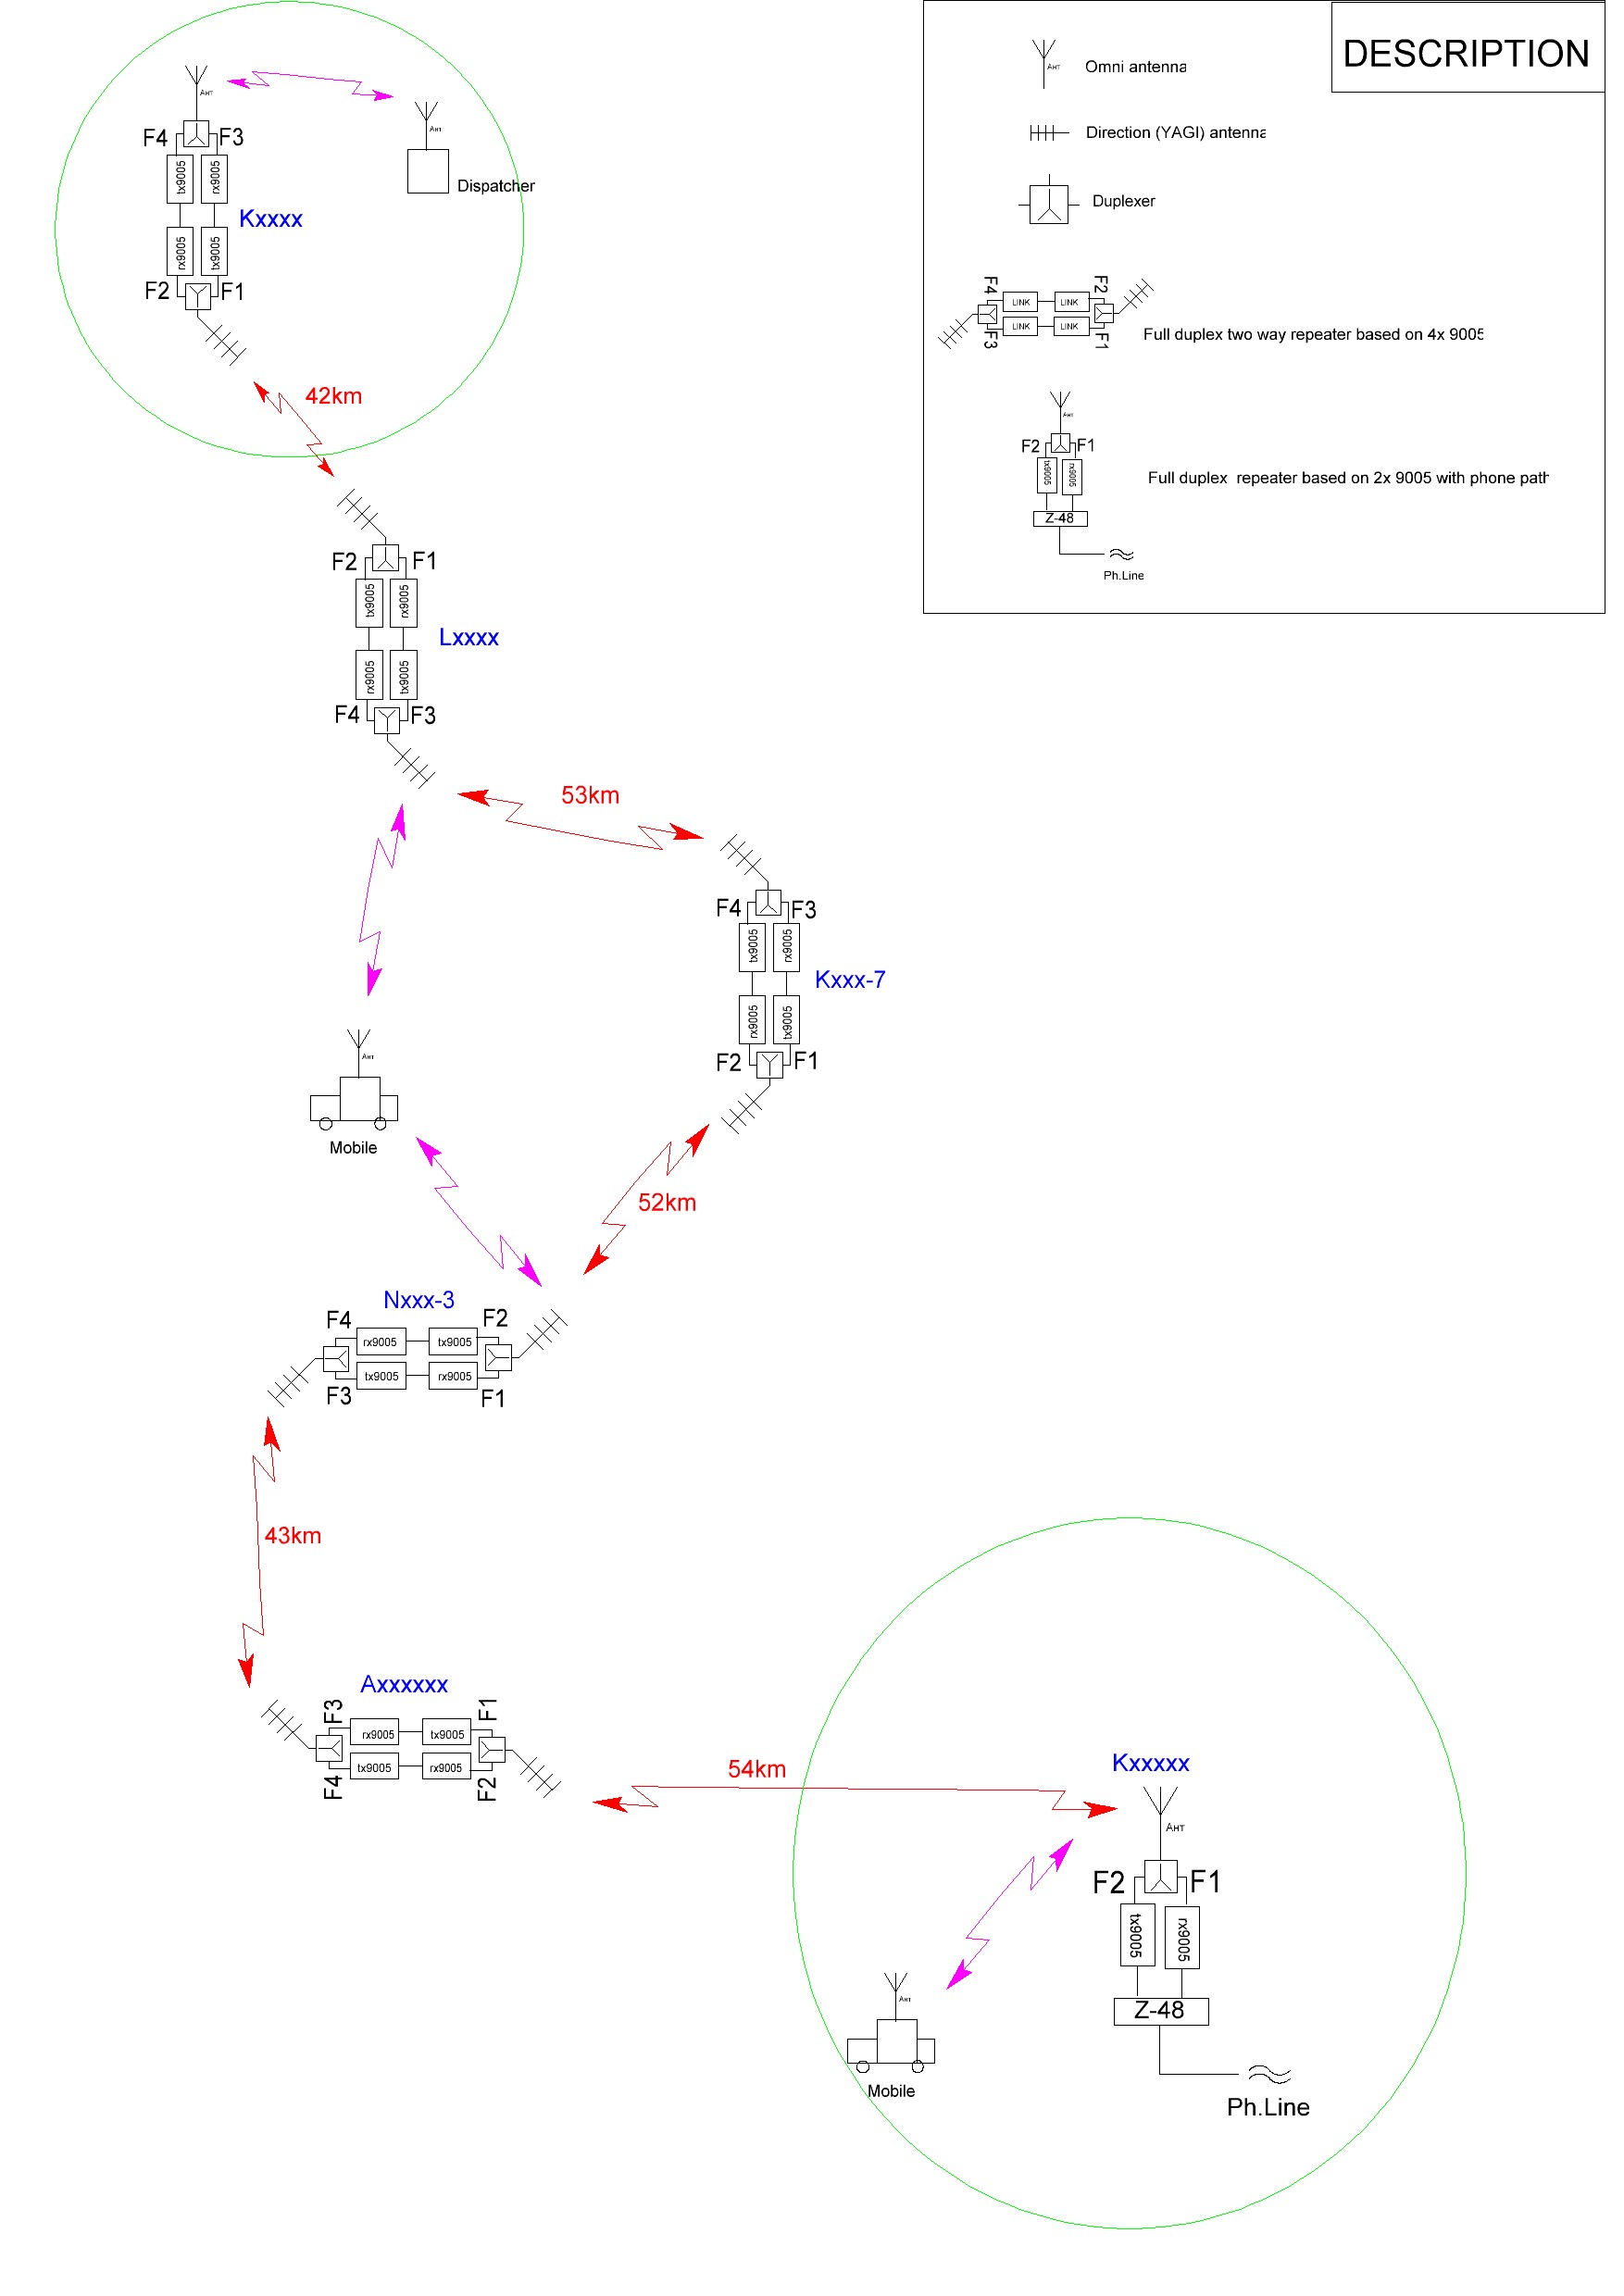 DESCRIPTION
Ант
Omni antenna
Direction (YAGI) antenna
Duplexer
F4 F2
LINK LINK
LINK LINK
F3 F1
Full duplex two way repeater based on 4x 9005
Ант
F2 F1
tx9005 rx9005
Z-48
Full duplex repeater based on 2x 9005 with phone path
Ph.Line
Ант
Ант
F4 F3
tx9005 rx9005
Dispatcher
Kxxxx
rx9005 tx9005
F2 F1
42km
F2 F1
tx9005 rx9005
Lxxxx
rx9005 tx9005
F4 F3
53km
F4 F3
tx9005 rx9005
Kxxx-7
rx9005 tx9005
F2 F1
Ант
Mobile
52km
Nxxx-3
F4 F2
rx9005 tx9005
tx9005 rx9005
F3 F1
43km
Axxxxxx
F3 F1
rx9005 tx9005
tx9005 rx9005
F4 F2
54km
Kxxxxx
Ант
F2 F1
tx9005 rx9005
Z-48
Ант
Mobile
Ph.Line